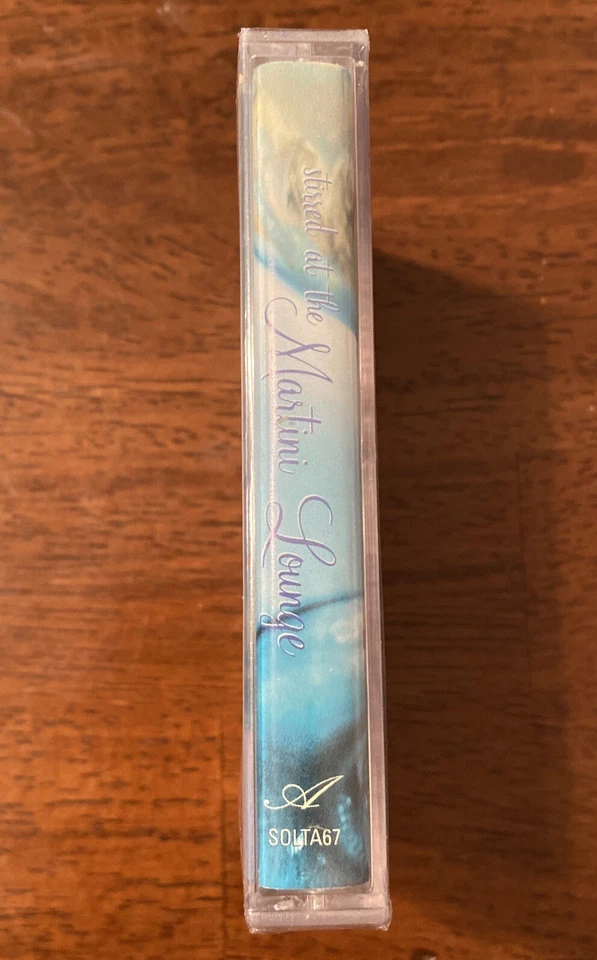 stirred at the
Martini Lounge
A
SOLTA67